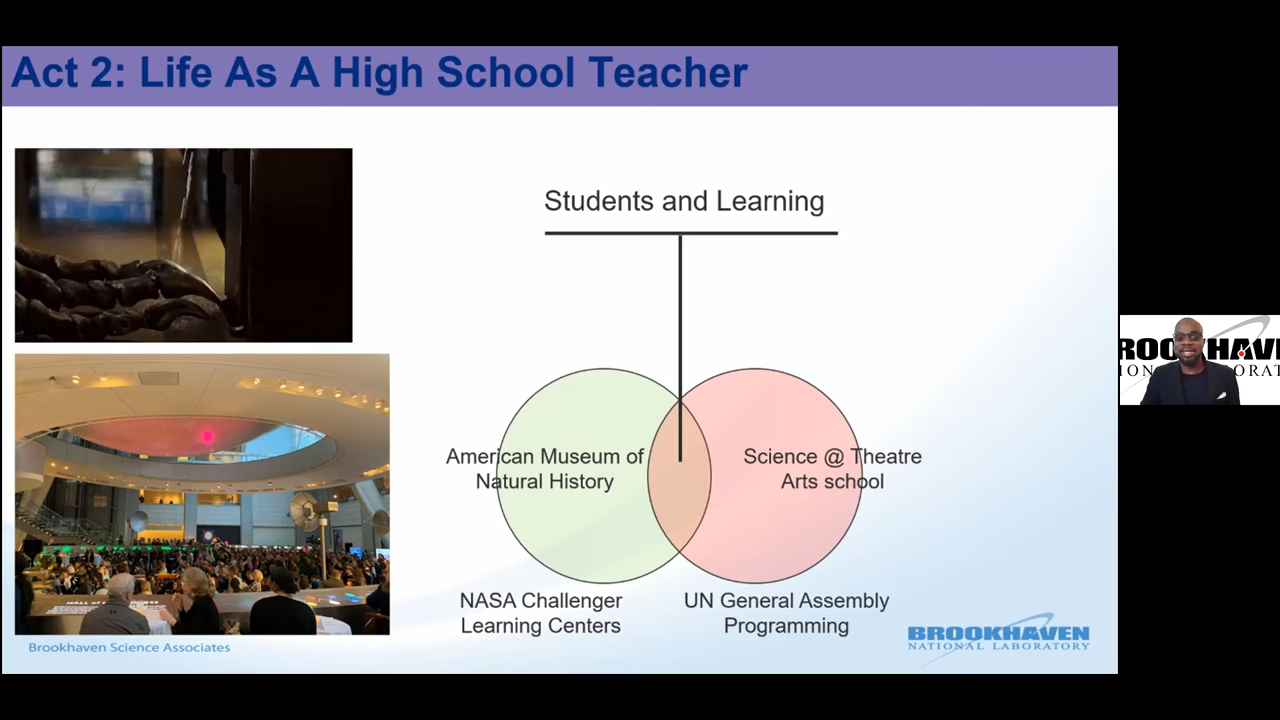 Act 2: Life As A High School Teacher
Students and Learning
American Museum of
Natural History
Science @ Theatre
Arts school
NASA Challenger
Learning Centers
UN General Assembly
Programming
Brookhaven Science Associates
BROOKHAVEN
NATIONAL LABORATORY